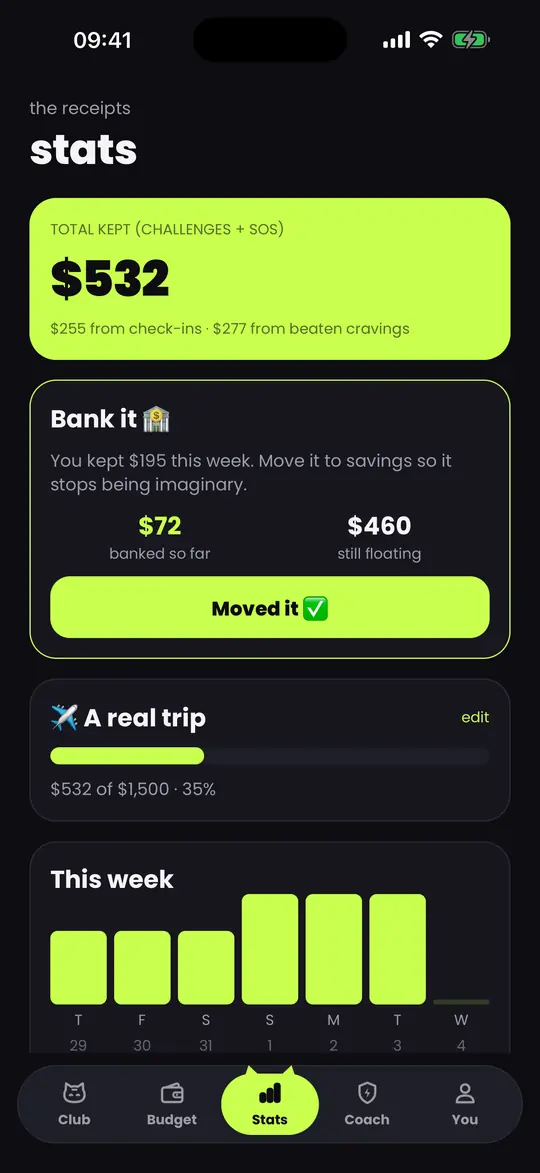 09:41
the receipts
stats
TOTAL KEPT (CHALLENGES + SOS)
$532
$255 from check-ins · $277 from beaten cravings
Bank it 🏦
You kept $195 this week. Move it to savings so it
stops being imaginary.
$72 $460
banked so far still floating
Moved it ✅
✈️ A real trip edit
$532 of $1,500 · 35%
This week
T F S S M T W
29 30 31 1 2 3 4
Club Budget Stats Coach You